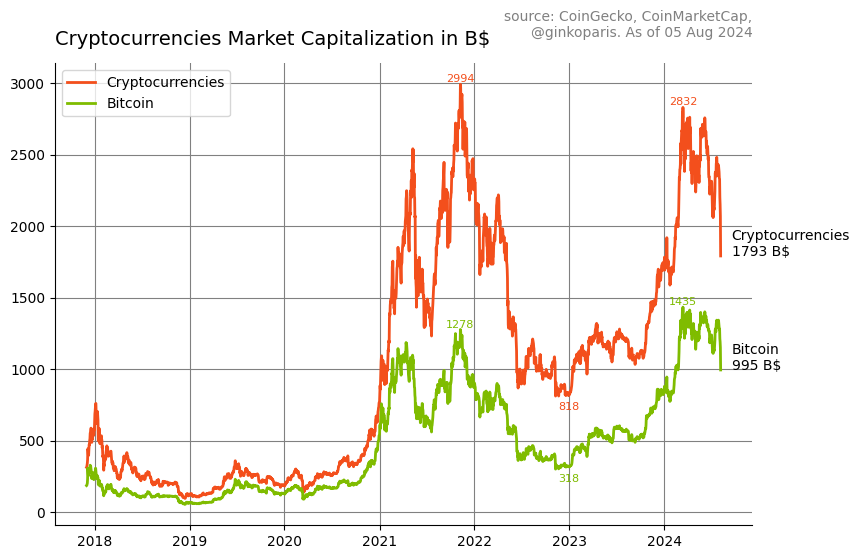 source: CoinGecko, CoinMarketCap,
@ginkoparis. As of 05 Aug 2024
Cryptocurrencies Market Capitalization in B$
Cryptocurrencies
Bitcoin
3000
2500
2000
1500
1000
500
0
2994
2832
1278
1435
818
318
Cryptocurrencies
1793 B$
Bitcoin
995 B$
2018 2019 2020 2021 2022 2023 2024